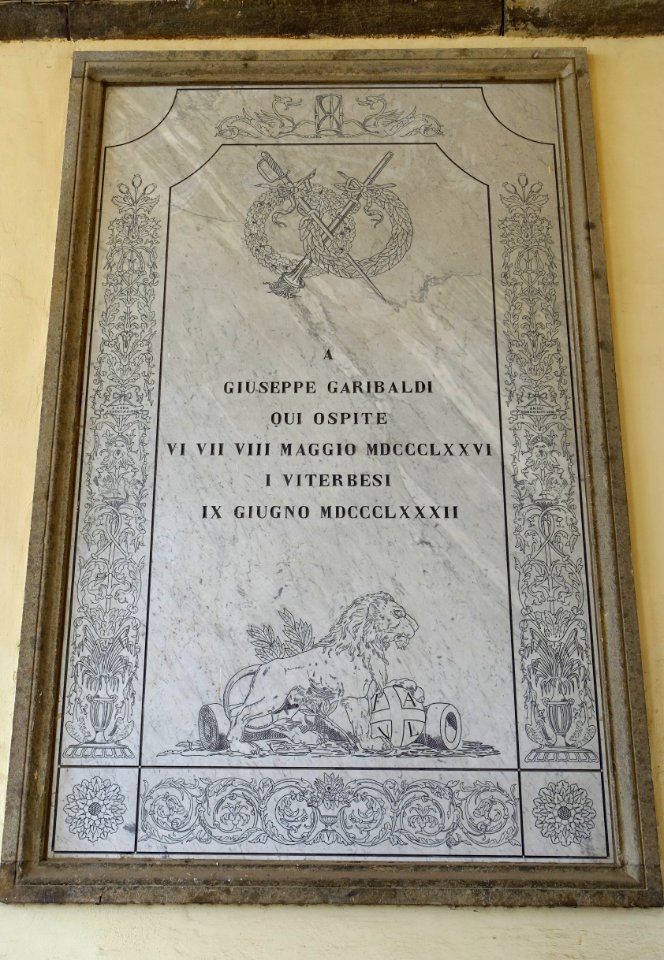 A
GIUSEPPE GARIBALDI
QUI OSPITE
VI VII VIII MAGGIO MDCCCLXXVI
I VITERBESI
IX GIUGNO MDCCCLXXXII
F A
V L